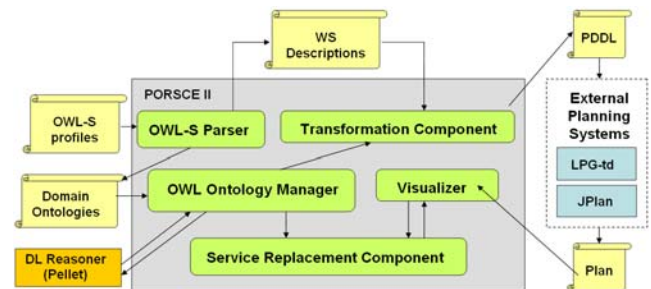 WS
Descriptions
PDDL
PORSCE II
OWL-S
profiles
OWL-S Parser
Transformation Component
External
Planning
Systems
LPG-td
JPlan
Domain
Ontologies
OWL Ontology Manager
Visualizer
DL Reasoner
(Pellet)
Service Replacement Component
Plan